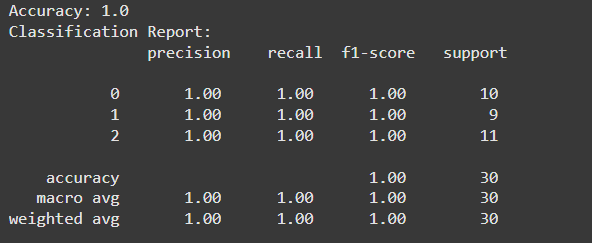 Accuracy: 1.0
Classification Report:
precision recall f1-score support
0 1.00 1.00 1.00 10
1 1.00 1.00 1.00 9
2 1.00 1.00 1.00 11
accuracy 1.00 30
macro avg 1.00 1.00 1.00 30
weighted avg 1.00 1.00 1.00 30